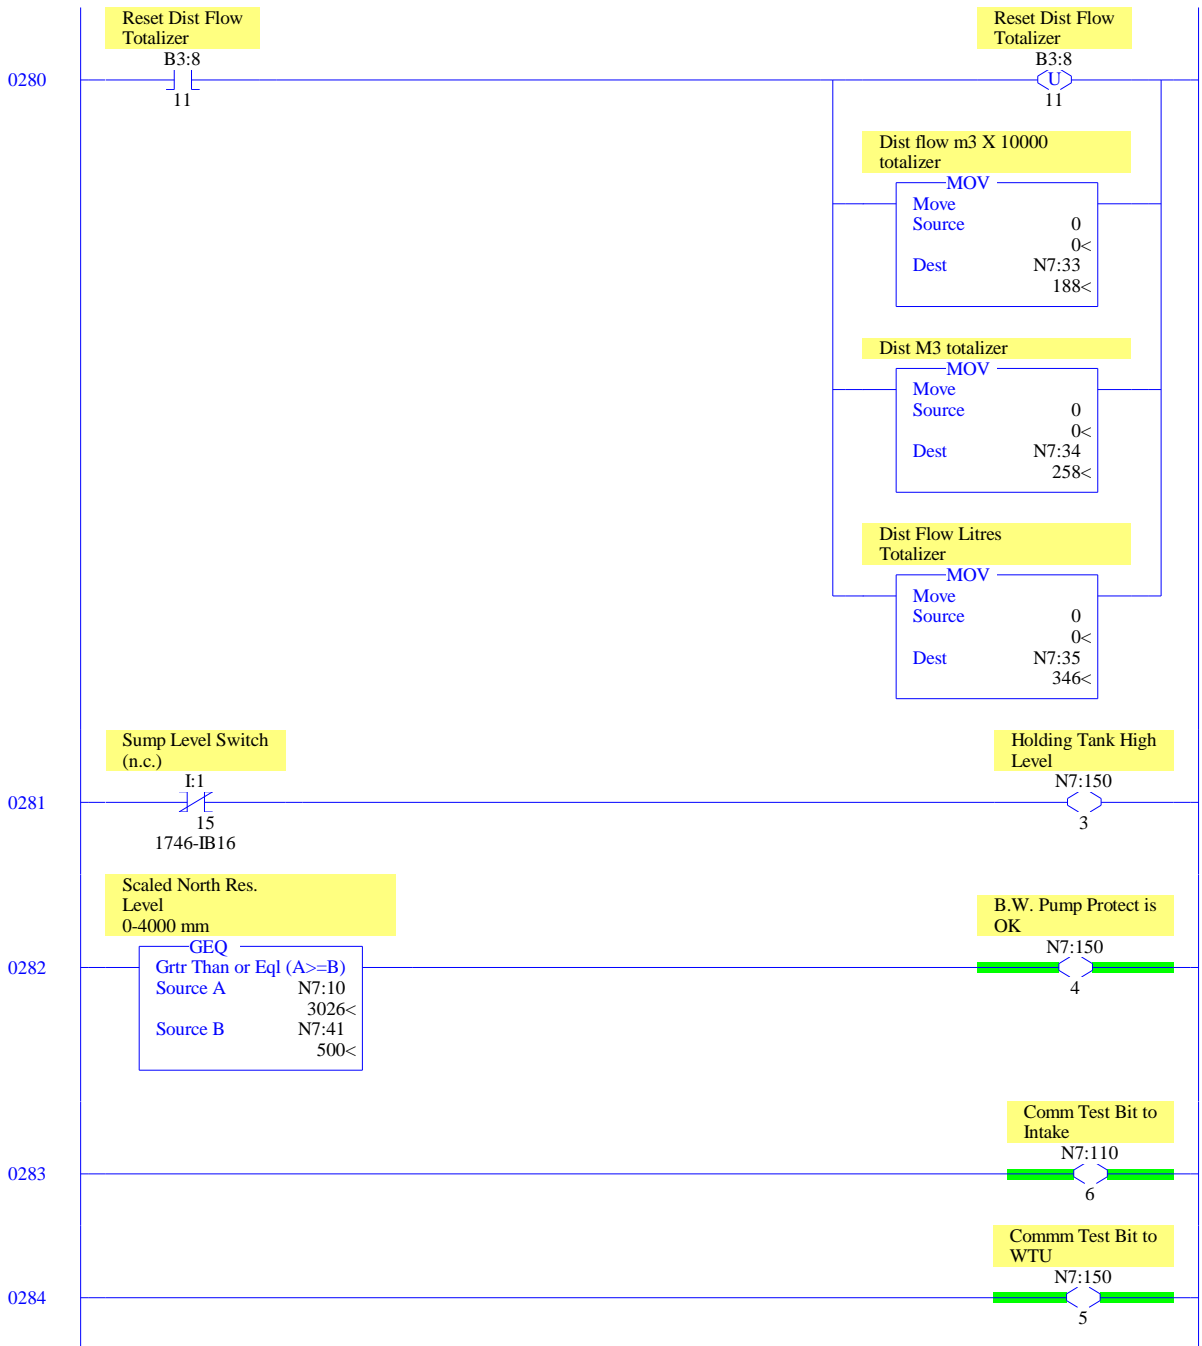 Reset Dist Flow
Totalizer
B3:8
11
Reset Dist Flow
Totalizer
B3:8
U
11
0280
Dist flow m3 X 10000
totalizer
MOV
Move
Source 0
0<
Dest N7:33
188<
Dist M3 totalizer
MOV
Move
Source 0
0<
Dest N7:34
258<
Dist Flow Litres
Totalizer
MOV
Move
Source 0
0<
Dest N7:35
346<
Sump Level Switch
(n.c.)
I:1
15
1746-IB16
Holding Tank High
Level
N7:150
3
0281
Scaled North Res.
Level
0-4000 mm
GEQ
Grtr Than or Eql (A>=B)
Source A N7:10
3026<
Source B N7:41
500<
B.W. Pump Protect is
OK
N7:150
4
0282
Comm Test Bit to
Intake
N7:110
6
0283
Commm Test Bit to
WTU
N7:150
5
0284